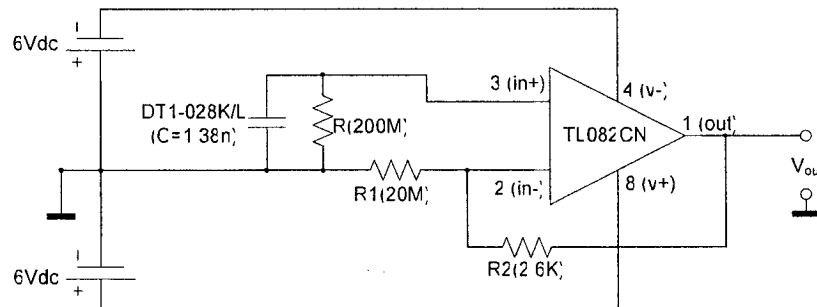 6Vdc
DT1-028K/L
(C=1 38n)
R(200M)
3 (in+)
4 (v-)
1 (out)
TL082CN
R1(20M)
2 (in-)
8 (v+)
Vou
R2(2 6K)
6Vdc